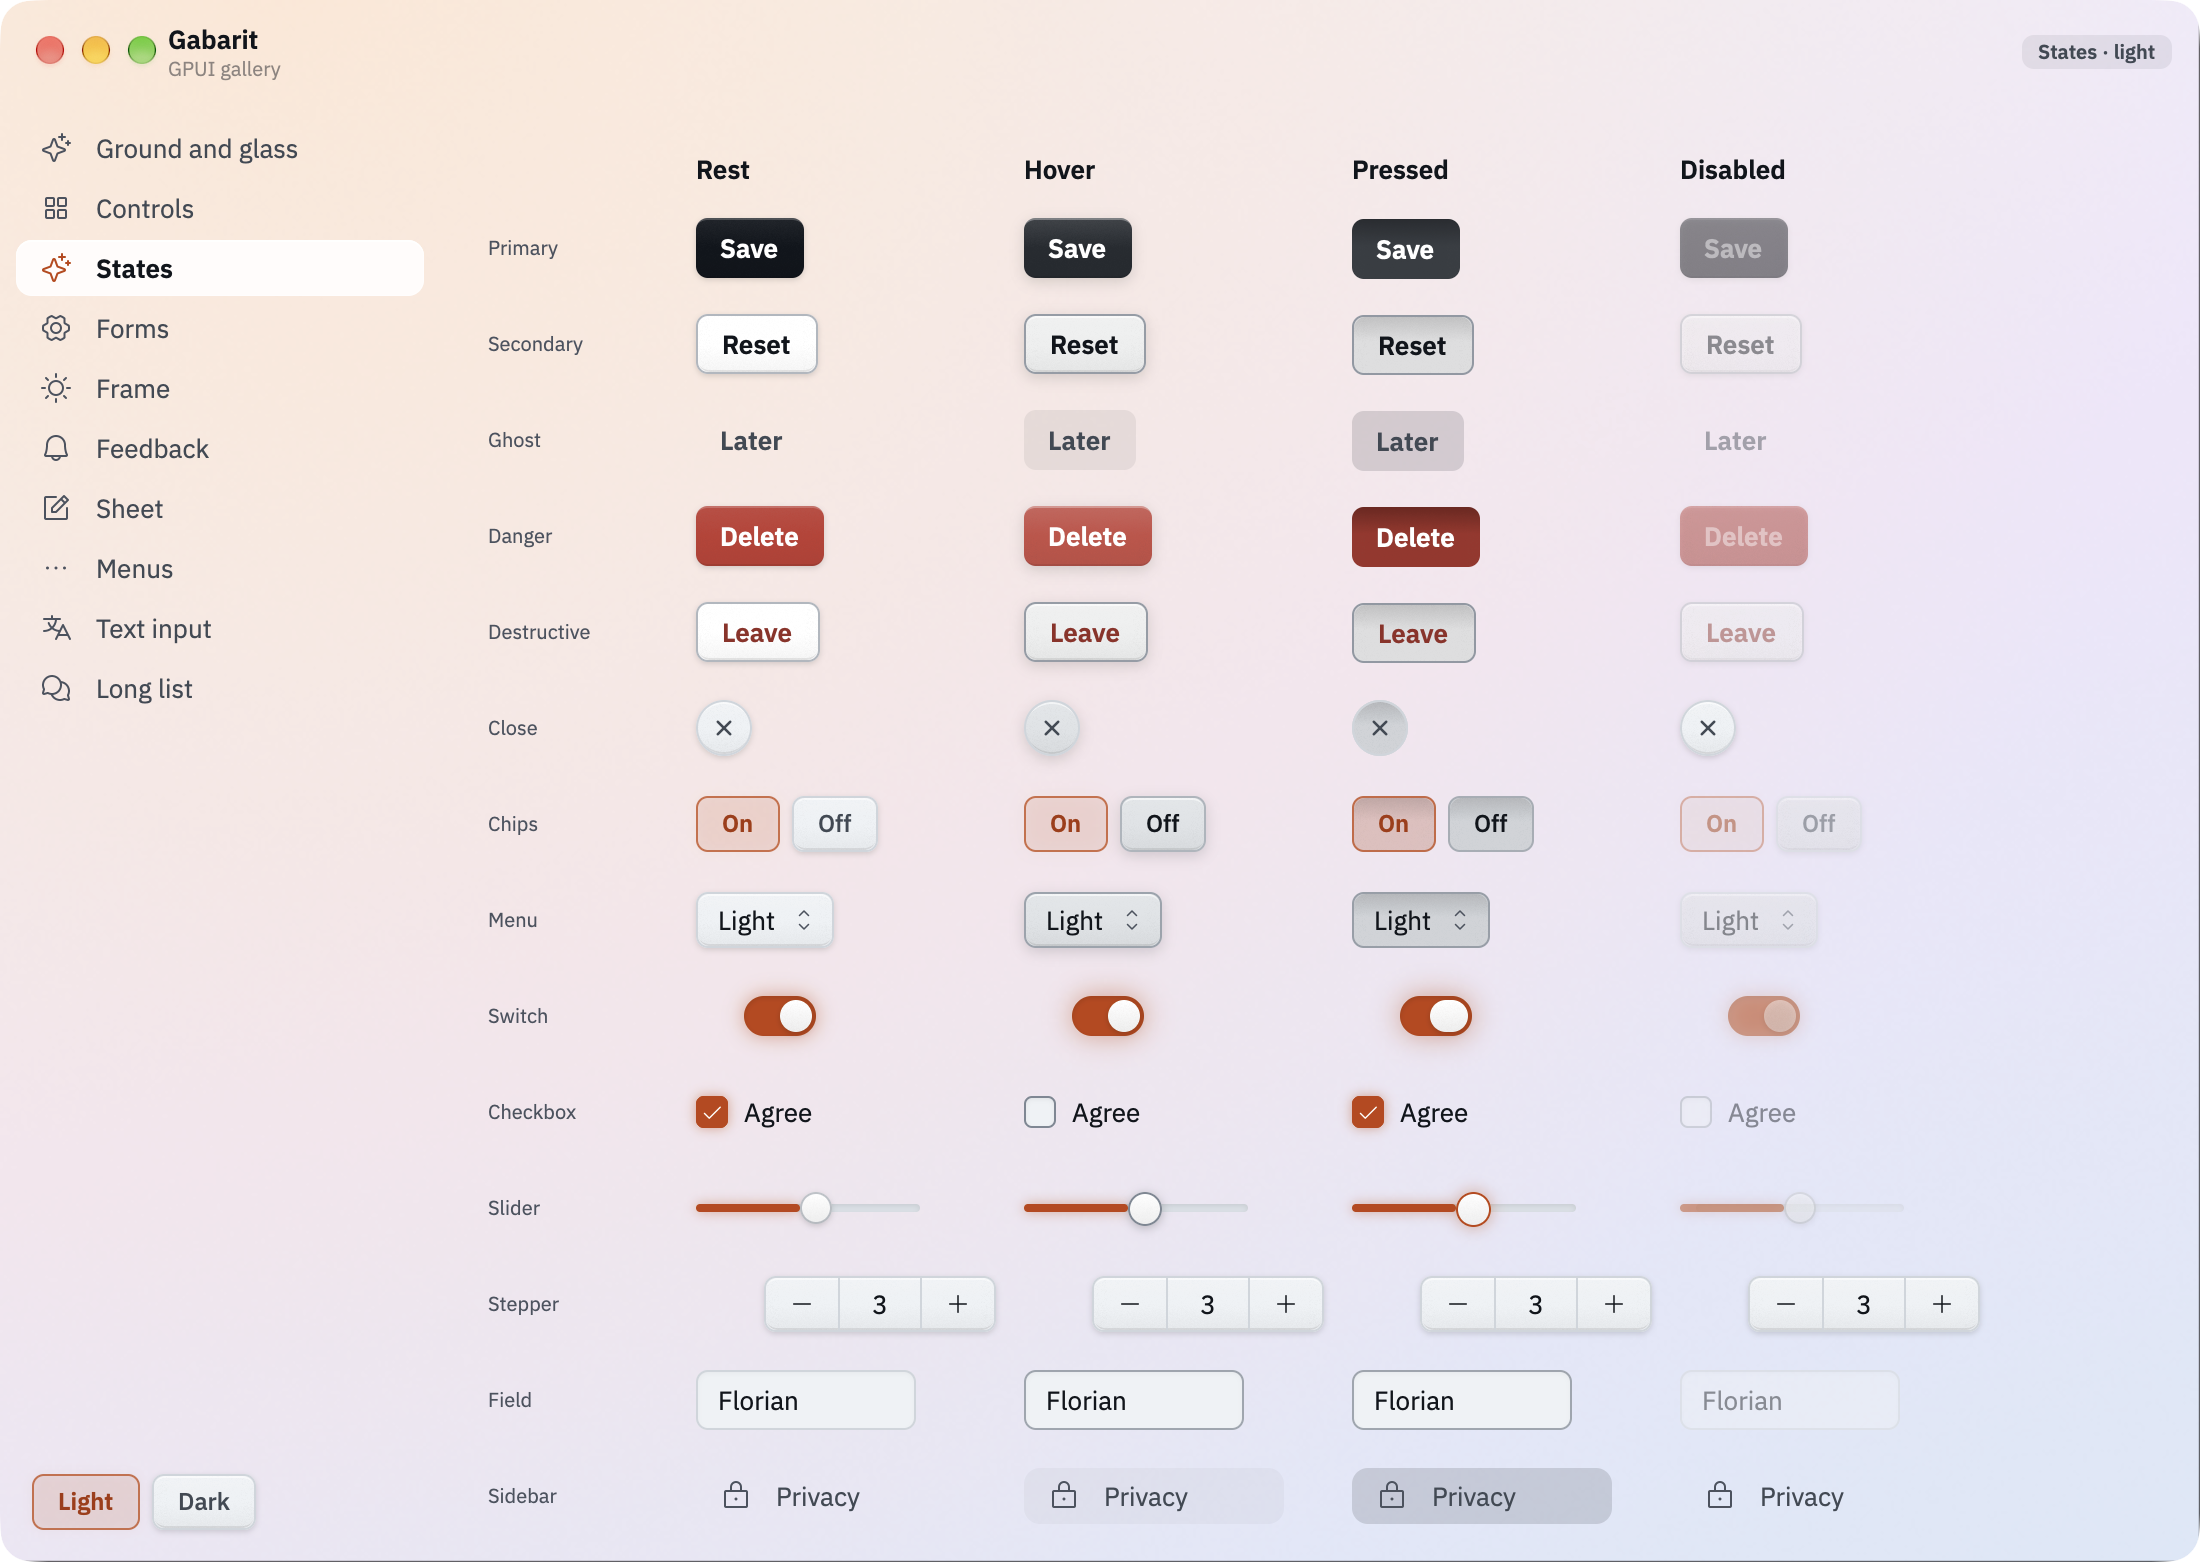 Gabarit
GPUI gallery
States · light
Ground and glass
Controls
States
Forms
Frame
Feedback
Sheet
Menus
Text input
Long list
Light Dark
Rest Hover Pressed Disabled
Primary Save Save Save Save
Secondary Reset Reset Reset Reset
Ghost Later Later Later Later
Danger Delete Delete Delete Delete
Destructive Leave Leave Leave Leave
Close
Chips On Off On Off On Off On Off
Menu Light Light Light Light
Switch
Checkbox Agree Agree Agree Agree
Slider
Stepper 3 3 3 3
Field Florian Florian Florian Florian
Sidebar Privacy Privacy Privacy Privacy